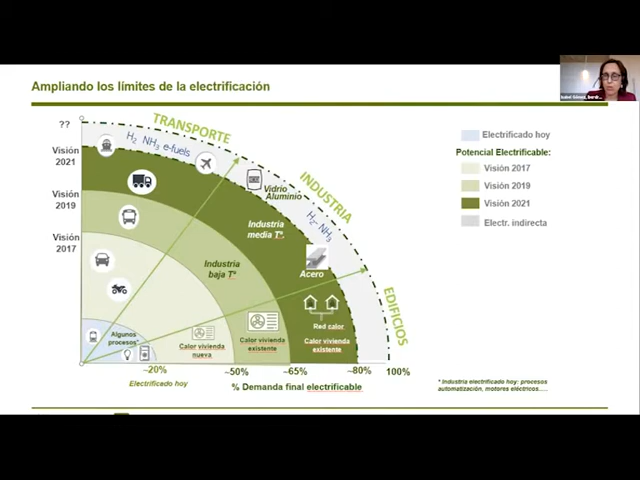 Ampliando los límites de la electrificación
??
Visión
2021
Visión
2019
Visión
2017
TRANSPORTE
INDUSTRIA
EDIFICIOS
H2 NH3 e-fuels
Vidrio
Aluminio
H2 NH3
Industria
media Tª
Acero
Industria
baja Tª
Red calor
Calor vivienda
existente
Calor vivienda
existente
Calor vivienda
nueva
Algunos
procesos*
~20%
~50%
~65%
~80%
100%
Electrificado hoy
% Demanda final electrificable
Electrificado hoy
Potencial Electrificable:
Visión 2017
Visión 2019
Visión 2021
Electr. indirecta
* Industria electrificado hoy: procesos
automatización, motores eléctricos.....